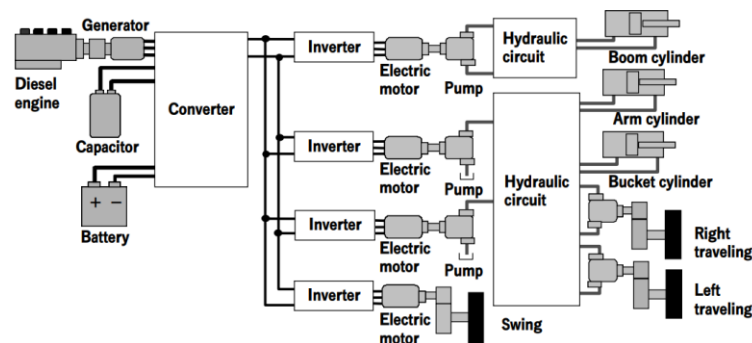 Generator
Diesel
engine
Capacitor
+ −
Battery
Converter
Inverter
Electric
motor
Pump
Hydraulic
circuit
Boom cylinder
Inverter
Electric
motor
Pump
Hydraulic
circuit
Arm cylinder
Bucket cylinder
Inverter
Electric
motor
Pump
Right
traveling
Left
traveling
Inverter
Electric
motor
Swing